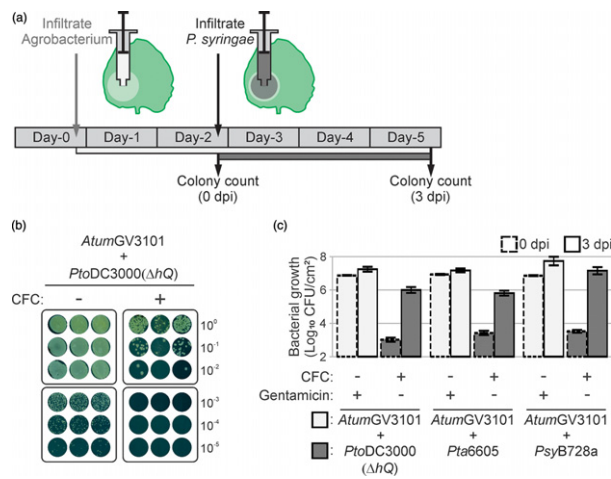 (a)
Infiltrate
Agrobacterium
Infiltrate
P. syringae
Day-0 Day-1 Day-2 Day-3 Day-4 Day-5
Colony count
(0 dpi)
Colony count
(3 dpi)
(b)
AtumGV3101
+
PtoDC3000(ΔhQ)
CFC: - +
10⁰
10⁻¹
10⁻²
10⁻³
10⁻⁴
10⁻⁵
(c)
0 dpi 3 dpi
Bacterial growth
(Log₁₀ CFU/cm²)
8
6
4
2
CFC: - + - + - +
Gentamicin: + - + - + -
: AtumGV3101 AtumGV3101 AtumGV3101
+ + +
: PtoDC3000 Pta6605 PsyB728a
(ΔhQ)